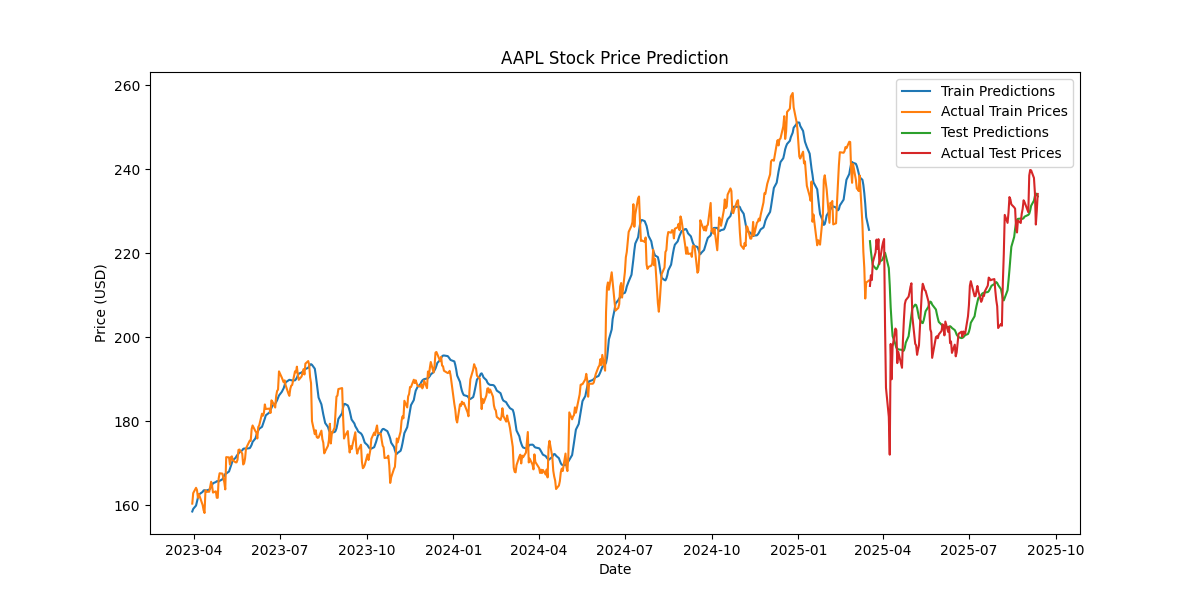 AAPL Stock Price Prediction
Train Predictions
Actual Train Prices
Test Predictions
Actual Test Prices
Price (USD)
260
240
220
200
180
160
2023-04 2023-07 2023-10 2024-01 2024-04 2024-07 2024-10 2025-01 2025-04 2025-07 2025-10
Date